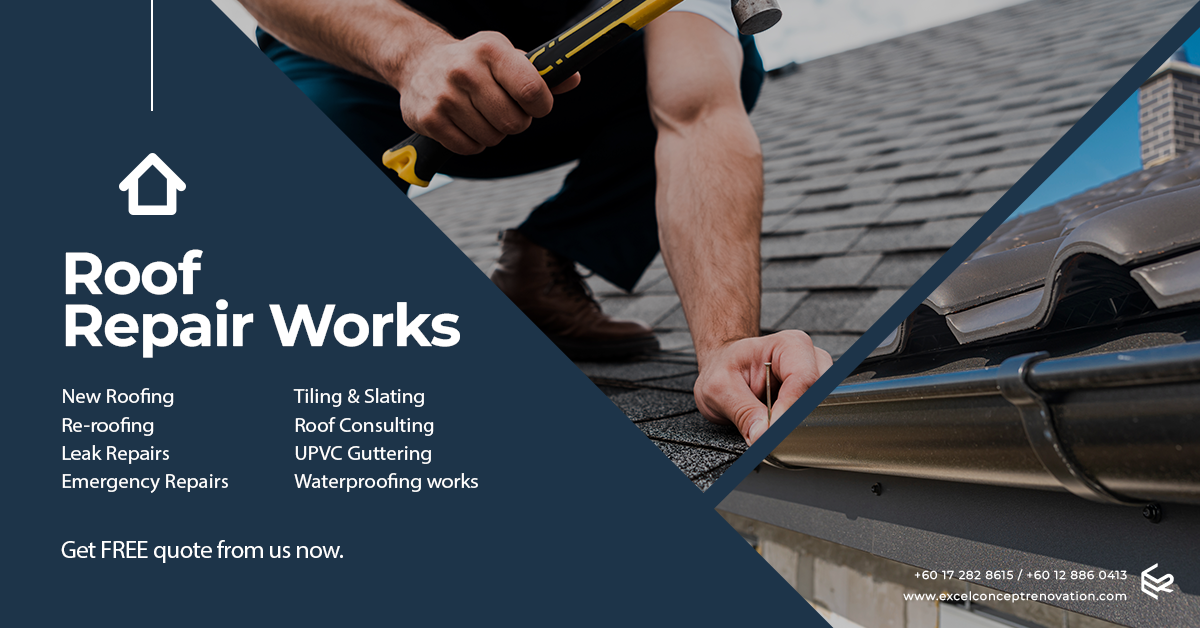 Roof
Repair Works
New Roofing
Re-roofing
Leak Repairs
Emergency Repairs
Tiling & Slating
Roof Consulting
UPVC Guttering
Waterproofing works
Get FREE quote from us now.
+60 17 282 8615 / +60 12 886 0413
www.excelconceptrenovation.com